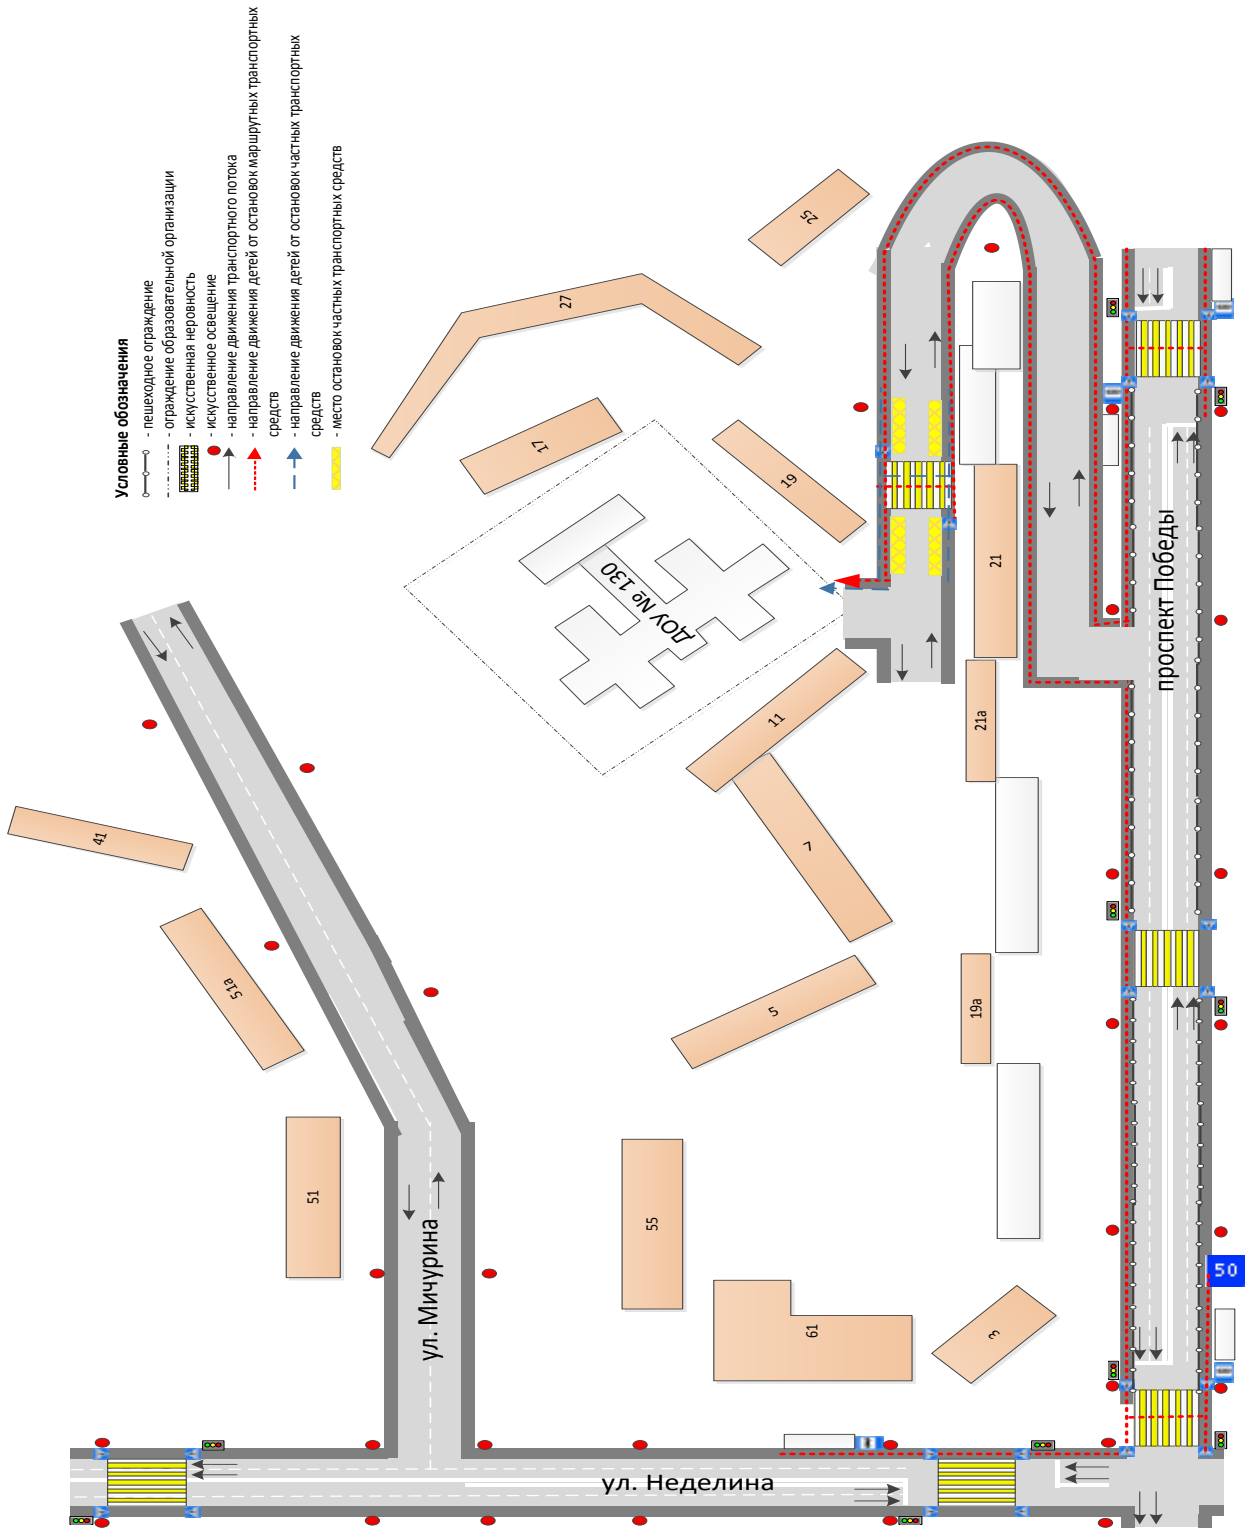 Условные обозначения
- пешеходное ограждение
- ограждение образовательной организации
- искусственная неровность
- искусственное освещение
- направление движения транспортного потока
- направление движения детей от остановок маршрутных транспортных
средств
- направление движения детей от остановок частных транспортных
средств
- место остановок частных транспортных средств
25
27
17
19
ДОУ № 130
21
проспект Победы
11
21а
41
7
51а
5
19а
51
55
ул. Мичурина
50
61
3
ул. Неделина